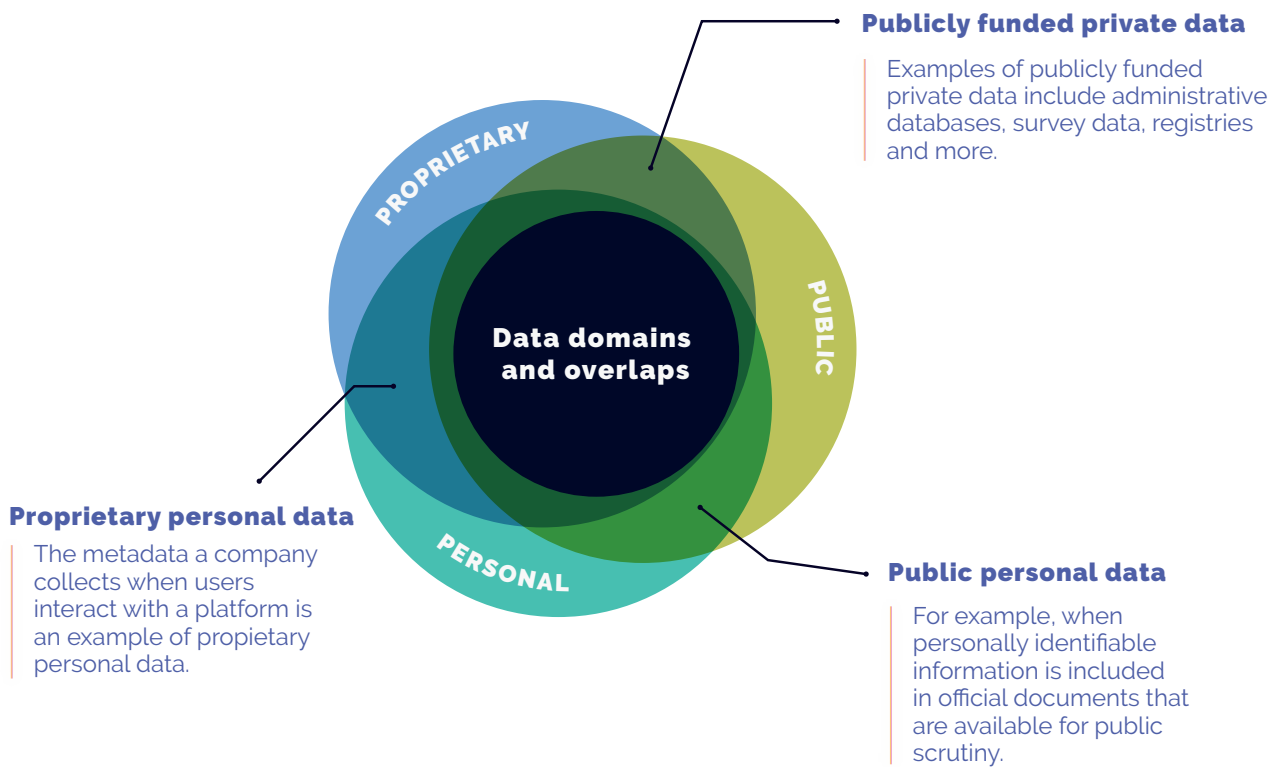 Publicly funded private data
Examples of publicly funded
private data include administrative
databases, survey data, registries
and more.
PROPRIETARY
PUBLIC
Data domains
and overlaps
PERSONAL
Proprietary personal data
The metadata a company
collects when users
interact with a platform is
an example of propietary
personal data.
Public personal data
For example, when
personally identifiable
information is included
in official documents that
are available for public
scrutiny.